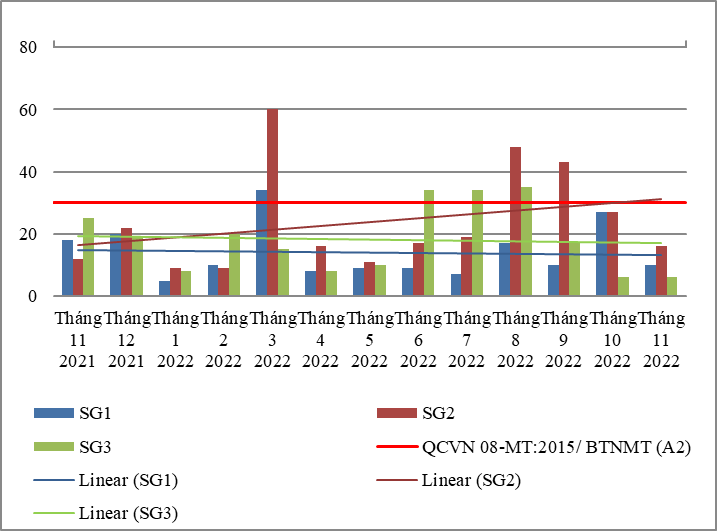 80
60
40
20
0
Tháng Tháng Tháng Tháng Tháng Tháng Tháng Tháng Tháng Tháng Tháng Tháng Tháng
11 12 1 2 3 4 5 6 7 8 9 10 11
2021 2021 2022 2022 2022 2022 2022 2022 2022 2022 2022 2022 2022
SG1 SG2
SG3 QCVN 08-MT:2015/ BTNMT (A2)
Linear (SG1) Linear (SG2)
Linear (SG3)